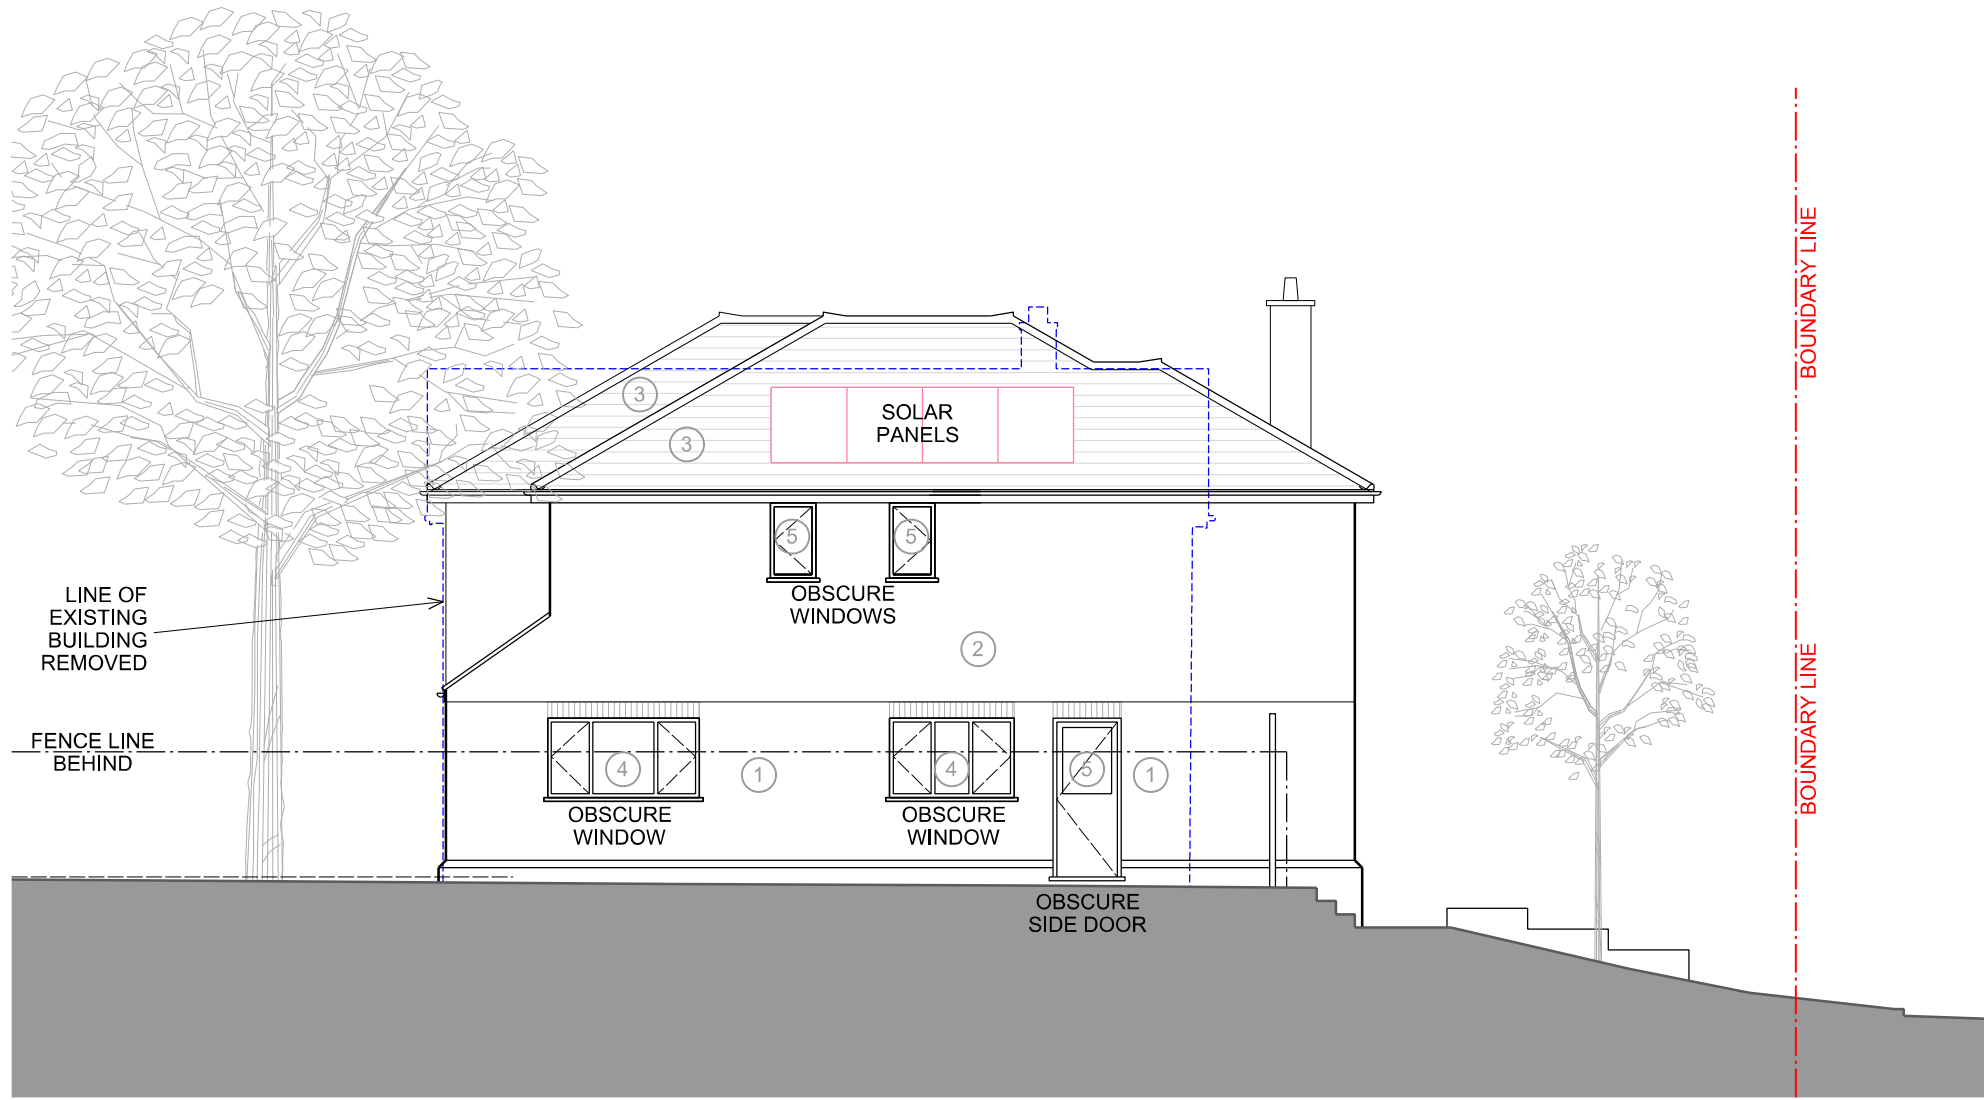 BOUNDARY LINE
3
SOLAR
PANELS
3
5
5
OBSCURE
WINDOWS
LINE OF
EXISTING
BUILDING
REMOVED
2
BOUNDARY LINE
FENCE LINE
BEHIND
4
1
4
5
1
OBSCURE
WINDOW
OBSCURE
WINDOW
OBSCURE
SIDE DOOR